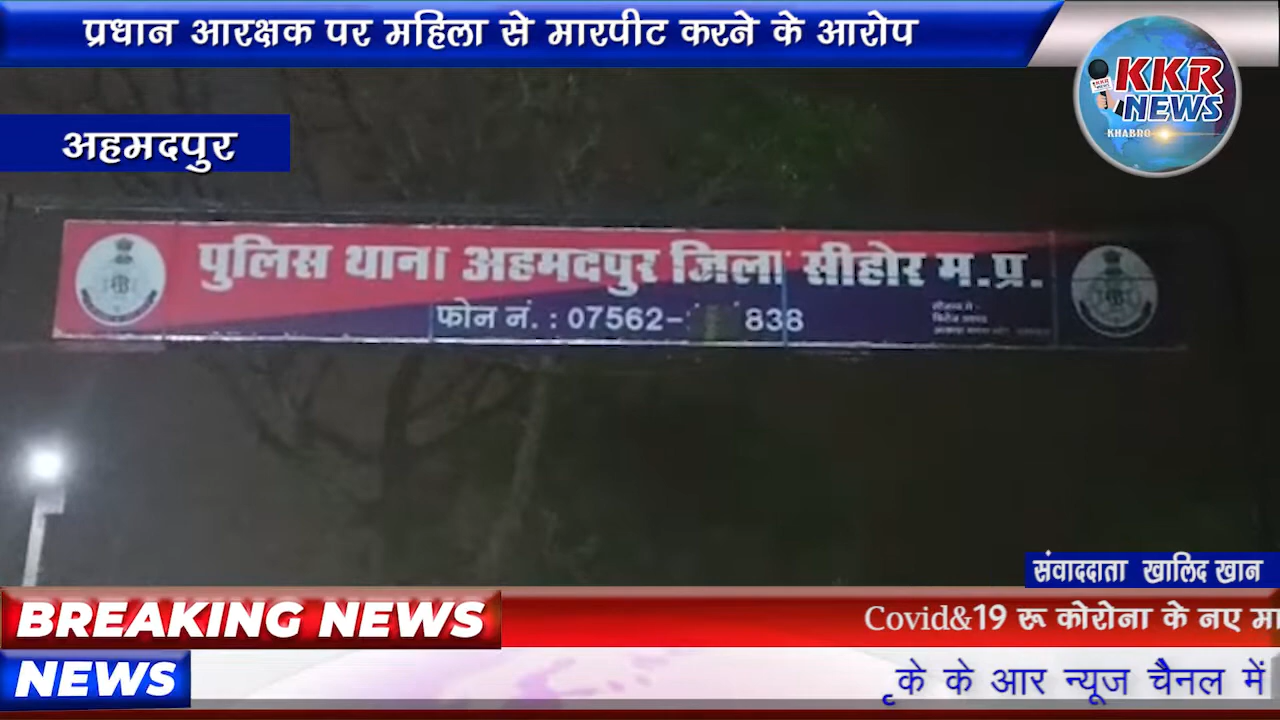 प्रधान आरक्षक पर महिला से मारपीट करने के आरोप
KKR
NEWS
KHABRO
अहमदपुर
पुलिस थाना अहमदपुर जिला सीहोर म.प्र.
फोन नं. : 07562- 838
संवाददाता खालिद खान
BREAKING NEWS
Covid&19 रू कोरोना के नए मा
NEWS
के के आर न्यूज चैनल में